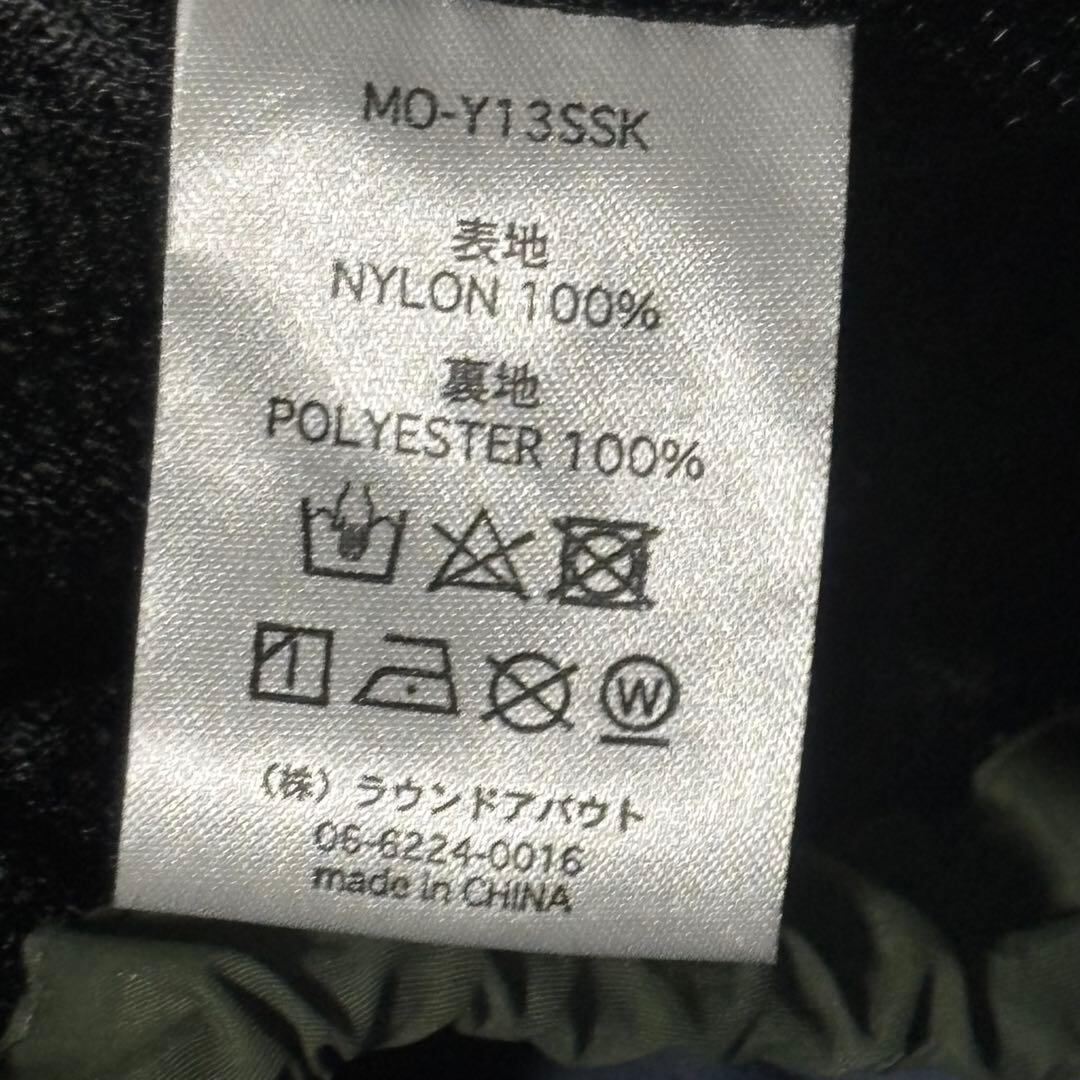 MO-Y13SSK
表地
NYLON 100%
裏地
POLYESTER 100%
W
(株) ラウンドアバウト
06-6224-0016
made in CHINA